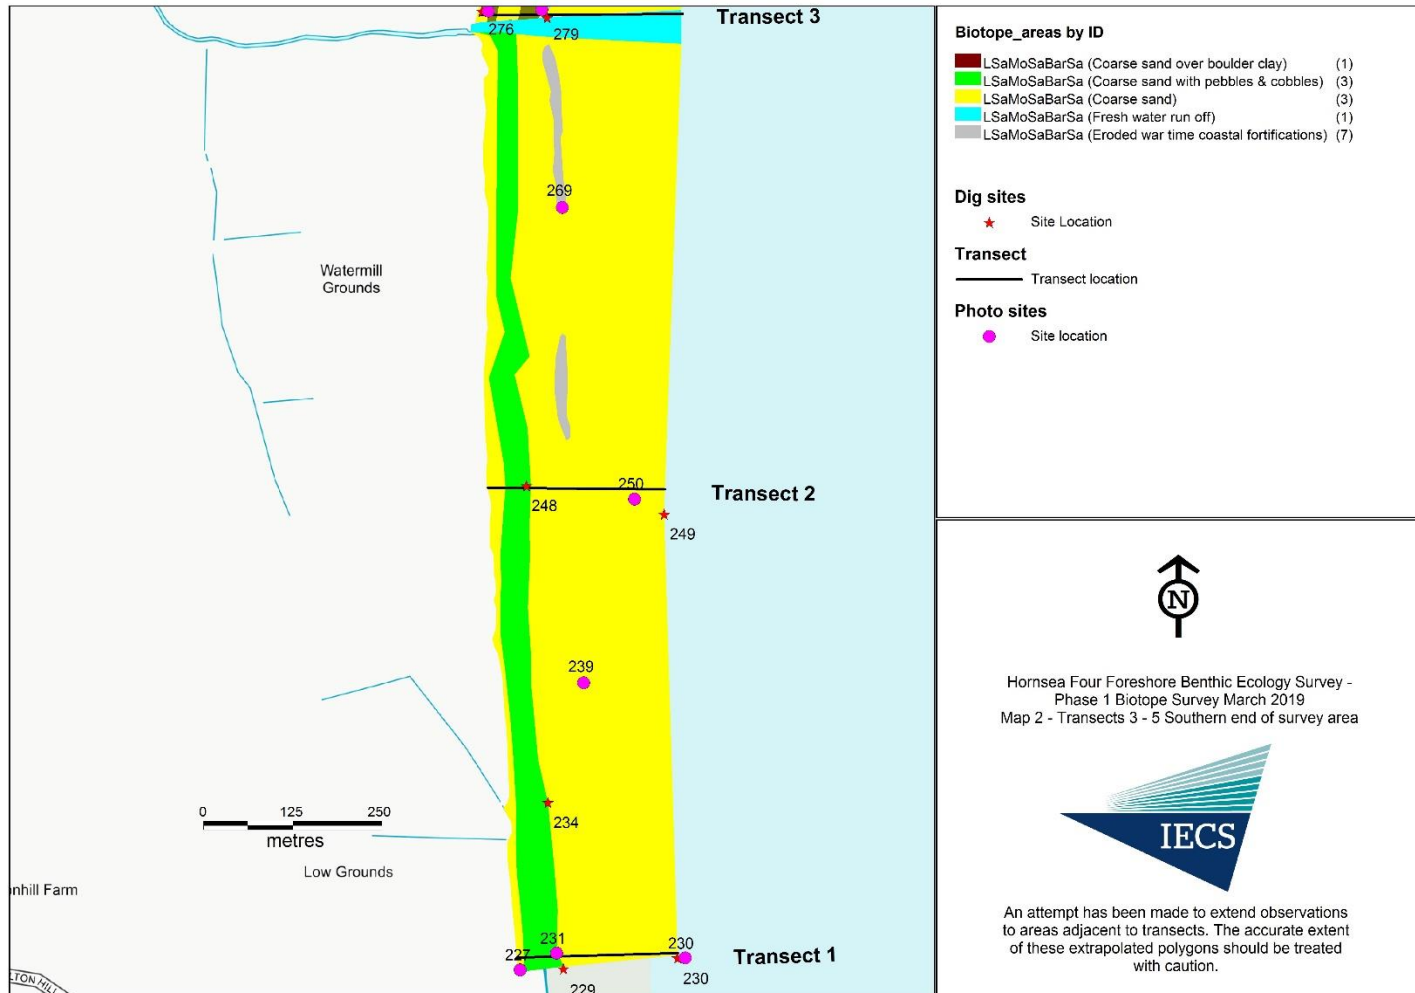 Transect 3
276
279
269
Watermill
Grounds
250
Transect 2
248
249
239
0 125 250
metres
234
Low Grounds
nhill Farm
231
227
230
Transect 1
230
229
LTON HILL
Biotope_areas by ID
LSaMoSaBarSa (Coarse sand over boulder clay) (1)
LSaMoSaBarSa (Coarse sand with pebbles & cobbles) (3)
LSaMoSaBarSa (Coarse sand) (3)
LSaMoSaBarSa (Fresh water run off) (1)
LSaMoSaBarSa (Eroded war time coastal fortifications) (7)
Dig sites
Site Location
Transect
Transect location
Photo sites
Site location
N
Hornsea Four Foreshore Benthic Ecology Survey -
Phase 1 Biotope Survey March 2019
Map 2 - Transects 3 - 5 Southern end of survey area
IECS
An attempt has been made to extend observations
to areas adjacent to transects. The accurate extent
of these extrapolated polygons should be treated
with caution.